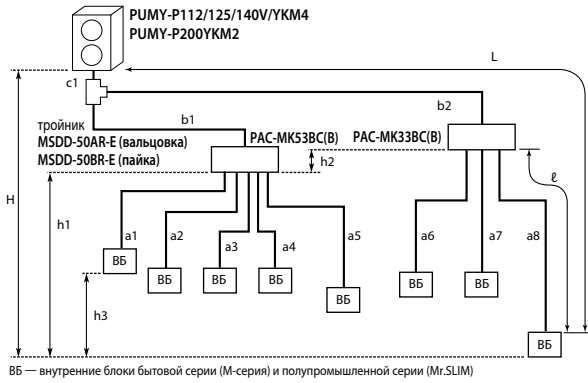 PUMY-P112/125/140V/YKM4
PUMY-P200YKM2
L
c1
b1
b2
тройник
MSDD-50AR-E (вальцовка)
MSDD-50BR-E (пайка)
PAC-MK53BC(B)
PAC-MK33BC(B)
h2
ℓ
H
h1
a1
a2
a3
a4
a5
a6
a7
a8
ВБ
ВБ
ВБ
ВБ
ВБ
ВБ
ВБ
ВБ
h3
ВБ — внутренние блоки бытовой серии (М-серия) и полупромышленной серии (Mr.SLIM)